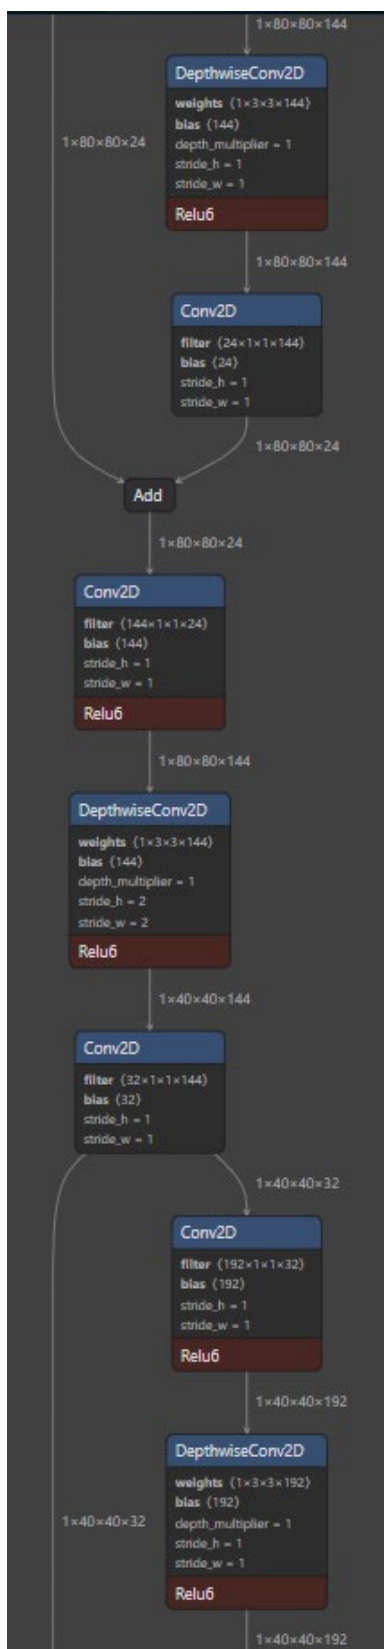 1×80×80×144
DepthwiseConv2D
weights ⟨1×3×3×144⟩
bias ⟨144⟩
depth_multiplier = 1
stride_h = 1
stride_w = 1
Relu6
1×80×80×24
1×80×80×144
Conv2D
filter ⟨24×1×1×144⟩
bias ⟨24⟩
stride_h = 1
stride_w = 1
1×80×80×24
Add
1×80×80×24
Conv2D
filter ⟨144×1×1×24⟩
bias ⟨144⟩
stride_h = 1
stride_w = 1
Relu6
1×80×80×144
DepthwiseConv2D
weights ⟨1×3×3×144⟩
bias ⟨144⟩
depth_multiplier = 1
stride_h = 2
stride_w = 2
Relu6
1×40×40×144
Conv2D
filter ⟨32×1×1×144⟩
bias ⟨32⟩
stride_h = 1
stride_w = 1
1×40×40×32
Conv2D
filter ⟨192×1×1×32⟩
bias ⟨192⟩
stride_h = 1
stride_w = 1
Relu6
1×40×40×192
DepthwiseConv2D
weights ⟨1×3×3×192⟩
bias ⟨192⟩
depth_multiplier = 1
stride_h = 1
stride_w = 1
Relu6
1×40×40×32
1×40×40×192